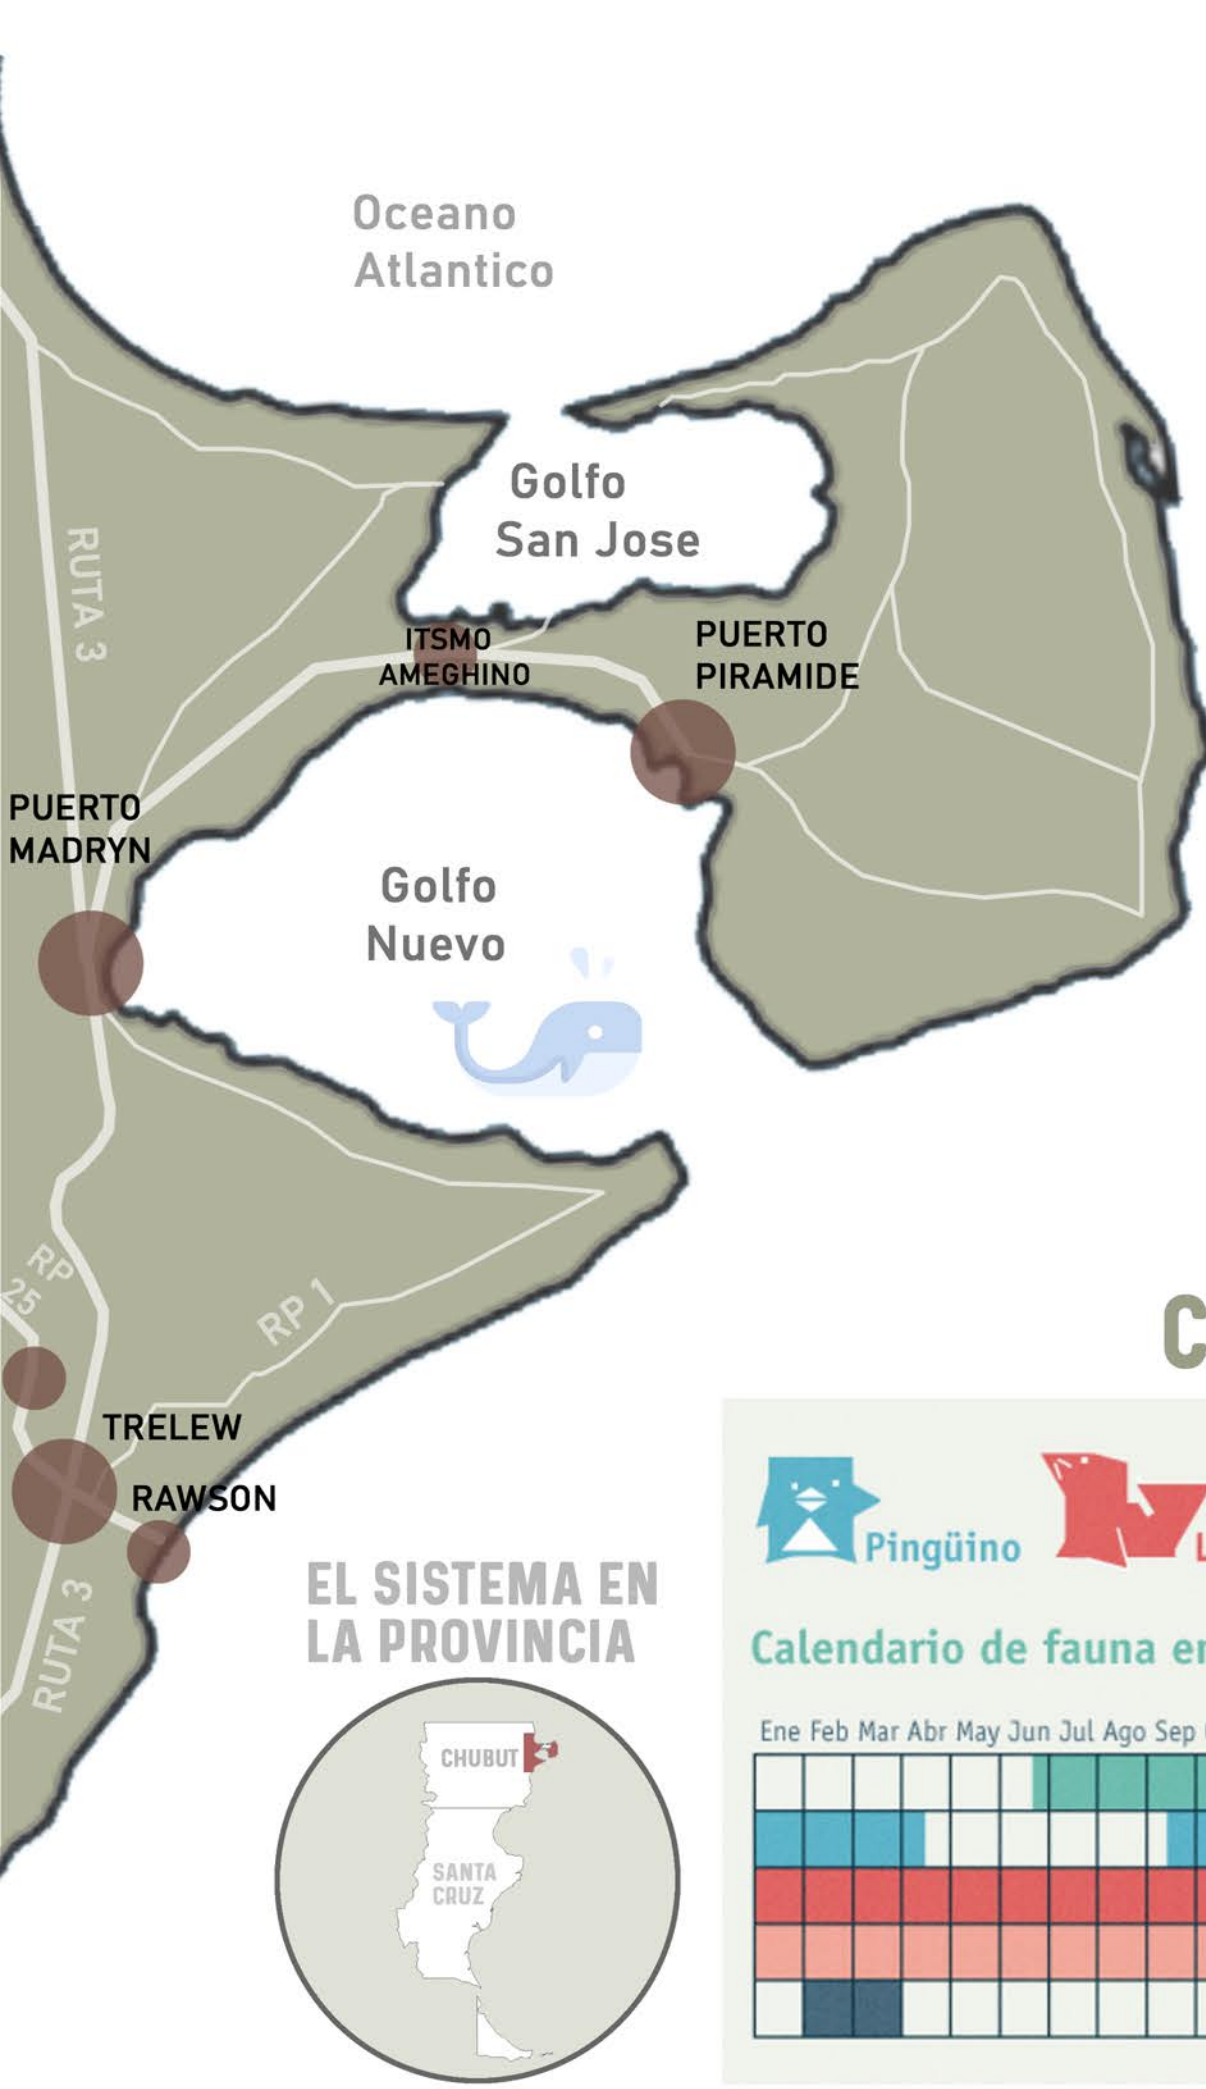 Oceano
Atlantico
Golfo
San Jose
RUTA 3
ITSMO
AMEGHINO
PUERTO
PIRAMIDE
PUERTO
MADRYN
Golfo
Nuevo
RP
25
RP 1
TRELEW
RAWSON
RUTA 3
EL SISTEMA EN
LA PROVINCIA
CHUBUT
SANTA
CRUZ
C
Pingüino
L
Calendario de fauna en
Ene Feb Mar Abr May Jun Jul Ago Sep